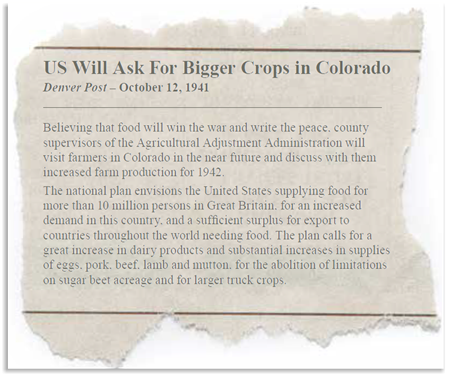 US Will Ask For Bigger Crops in Colorado
Denver Post – October 12, 1941
Believing that food will win the war and write the peace, county
supervisors of the Agricultural Adjustment Administration will
visit farmers in Colorado in the near future and discuss with them
increased farm production for 1942.
The national plan envisions the United States supplying food for
more than 10 million persons in Great Britain, for an increased
demand in this country, and a sufficient surplus for export to
countries throughout the world needing food. The plan calls for a
great increase in dairy products and substantial increases in supplies
of eggs, pork, beef, lamb and mutton, for the abolition of limitations
on sugar beet acreage and for larger truck crops.